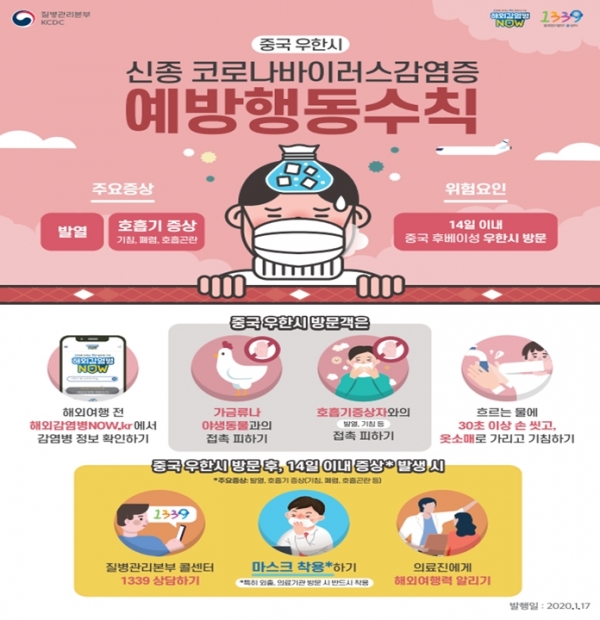 질병관리본부
KCDC
해외감염병
NOW
1339
중국 우한시
신종 코로나바이러스감염증
예방행동수칙
주요증상
발열
호흡기 증상
기침, 폐렴, 호흡곤란
위험요인
14일 이내
중국 후베이성 우한시 방문
중국 우한시 방문객은
해외감염병
NOW
해외여행 전
해외감염병NOW.kr에서
감염병 정보 확인하기
가금류나
야생동물과의
접촉 피하기
호흡기증상자와의
발열, 기침 등
접촉 피하기
흐르는 물에
30초 이상 손 씻고,
옷소매로 가리고 기침하기
중국 우한시 방문 후, 14일 이내 증상* 발생 시
*주요증상: 발열, 호흡기 증상(기침, 폐렴, 호흡곤란 등)
1339
질병관리본부 콜센터
1339 상담하기
마스크 착용*하기
*특히 외출, 의료기관 방문 시 반드시 착용
의료진에게
해외여행력 알리기
발행일 : 2020.1.17